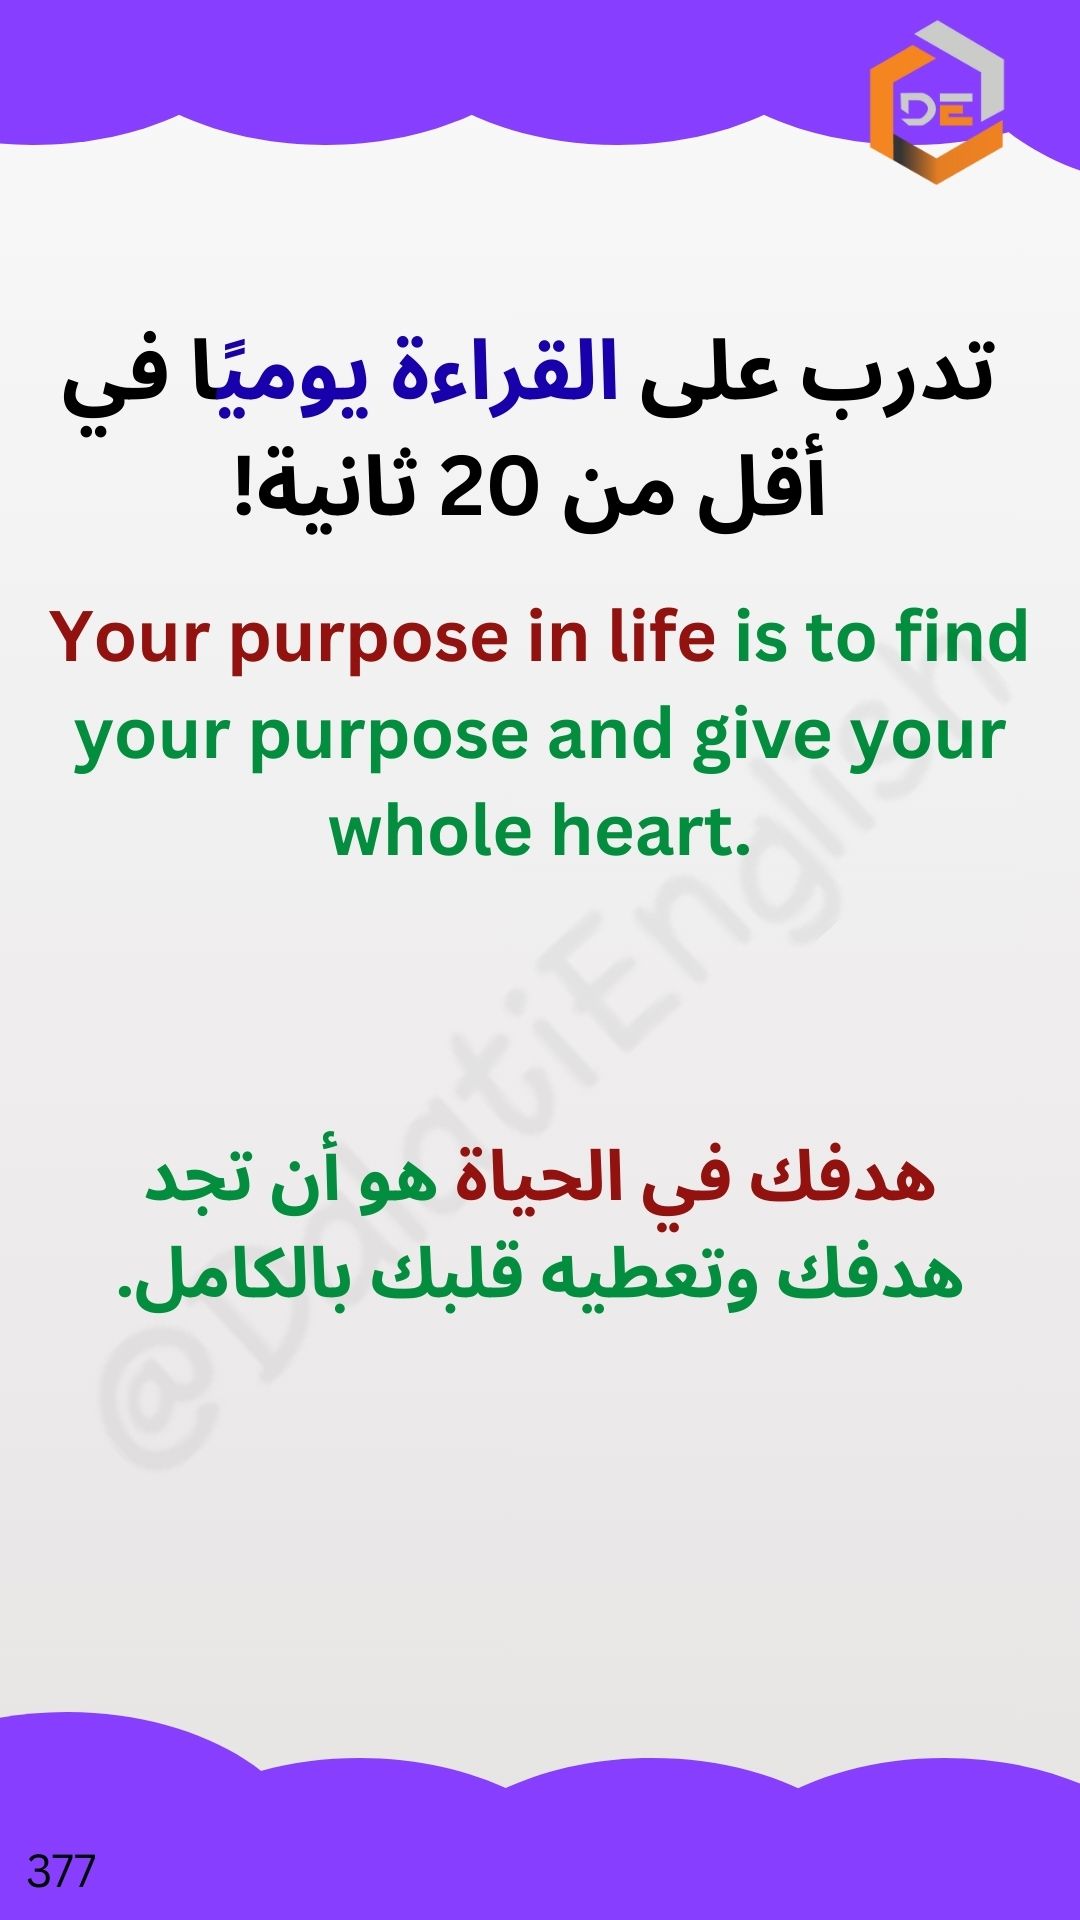 DE
تدرب على القراءة يوميًا في
أقل من 20 ثانية!
Your purpose in life is to find
your purpose and give your
whole heart.
@DalatiEnglish
هدفك في الحياة هو أن تجد
هدفك وتعطيه قلبك بالكامل.
377